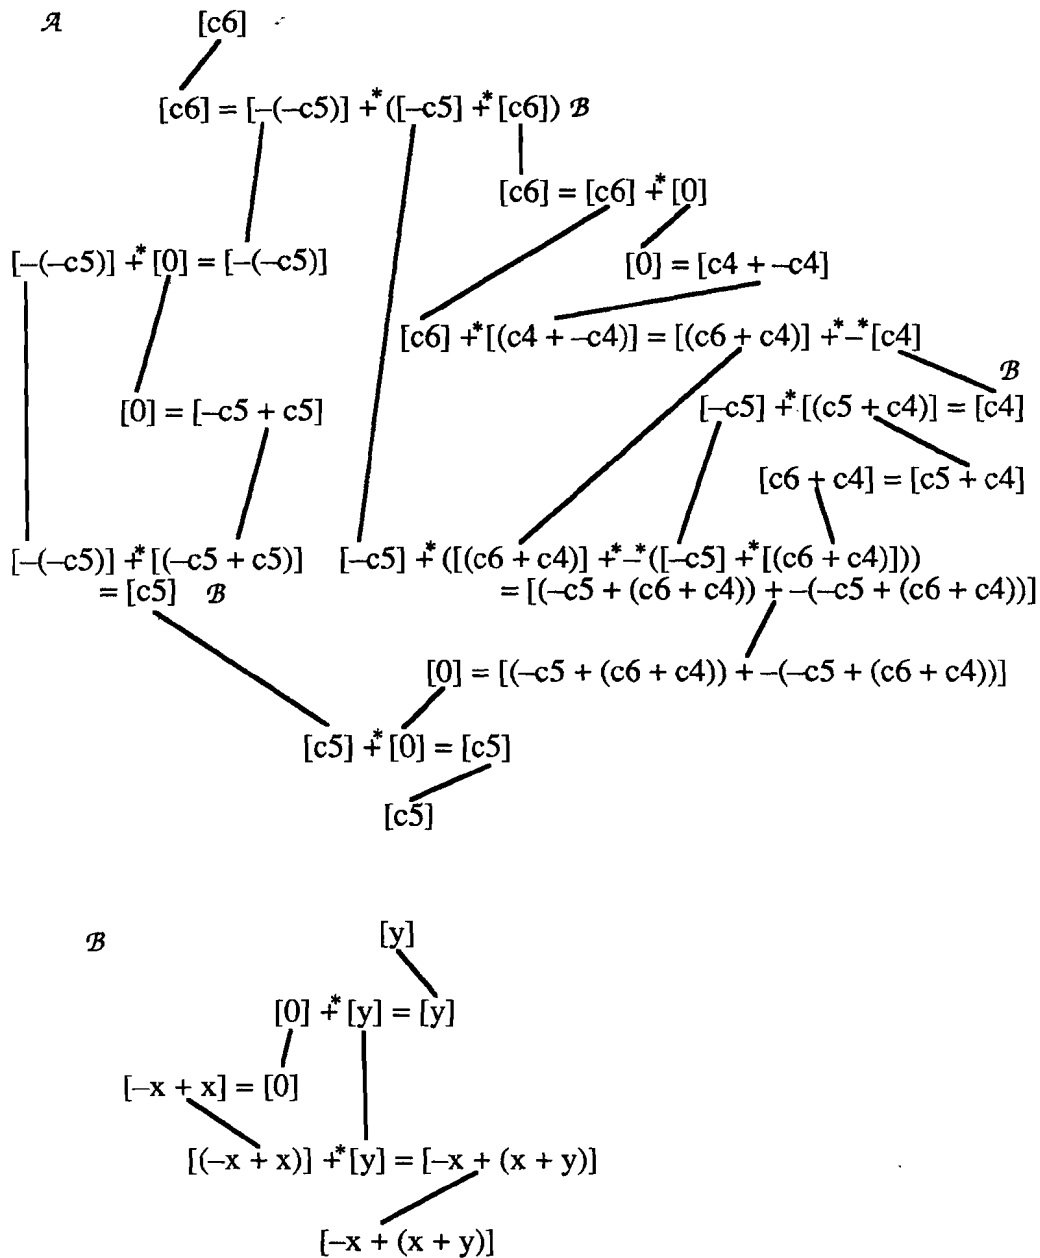 𝒜 [c6]
[c6] = [–(–c5)] +* ([–c5] +* [c6]) ℬ
[c6] = [c6] +* [0]
[–(–c5)] +* [0] = [–(–c5)]
[0] = [c4 + –c4]
[c6] +* [(c4 + –c4)] = [(c6 + c4)] +* –* [c4]
ℬ
[0] = [–c5 + c5]
[–c5] +* [(c5 + c4)] = [c4]
[c6 + c4] = [c5 + c4]
[–(–c5)] +* [(–c5 + c5)]
= [c5] ℬ
[–c5] +* ([(c6 + c4)] +* –* ([–c5] +* [(c6 + c4)]))
= [(–c5 + (c6 + c4)) + –(–c5 + (c6 + c4))]
[0] = [(–c5 + (c6 + c4)) + –(–c5 + (c6 + c4))]
[c5] +* [0] = [c5]
[c5]
ℬ [y]
[0] +* [y] = [y]
[–x + x] = [0]
[(–x + x)] +* [y] = [–x + (x + y)]
[–x + (x + y)]